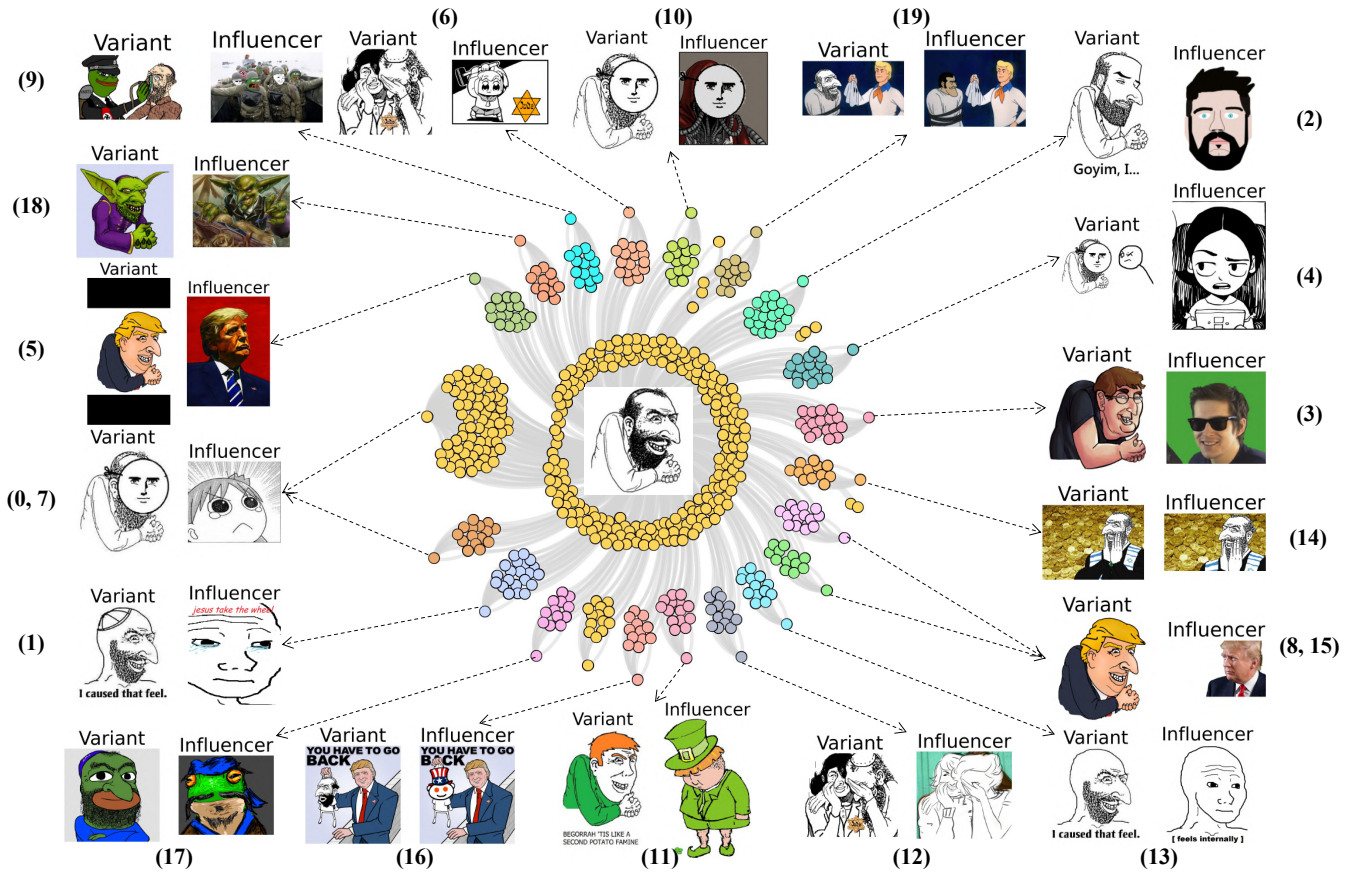 (6)
(10)
(19)
(9)
Variant
Influencer
Variant
Influencer
Variant
Influencer
Variant
Influencer
Variant
Goyim, I...
Influencer
(2)
(18)
Variant
Influencer
Variant
Influencer
(4)
(5)
Variant
Influencer
Variant
Influencer
(3)
(0, 7)
Variant
Influencer
Variant
Influencer
(14)
(1)
Variant
I caused that feel.
Influencer
jesus take the wheel
Variant
Influencer
(8, 15)
Variant
Influencer
(17)
Variant
YOU HAVE TO GO
BACK
Influencer
YOU HAVE TO GO
BACK
(16)
Variant
BEGORRAH 'TIS LIKE A
SECOND POTATO FAMINE
Influencer
(11)
Variant
Influencer
(12)
Variant
I caused that feel.
Influencer
[ feels internally ]
(13)